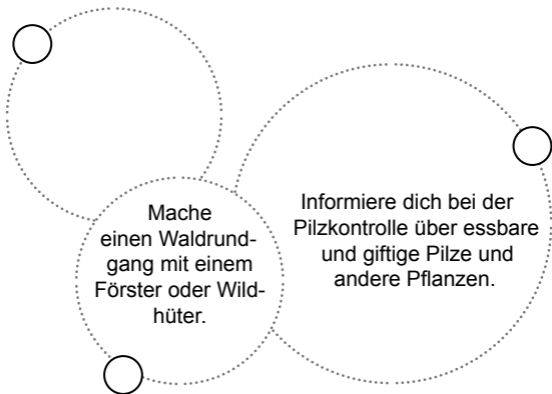 Mache
einen Waldrund-
gang mit einem
Förster oder Wild-
hüter.
Informiere dich bei der
Pilzkontrolle über essbare
und giftige Pilze und
andere Pflanzen.